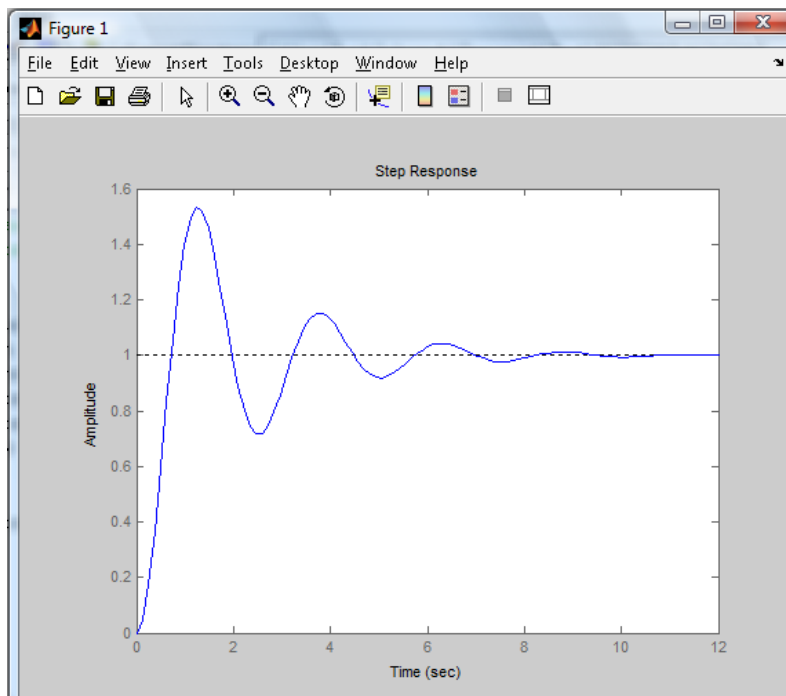 Figure 1
File Edit View Insert Tools Desktop Window Help
Step Response
1.6
1.4
1.2
1
0.8
0.6
0.4
0.2
0
Amplitude
0 2 4 6 8 10 12
Time (sec)